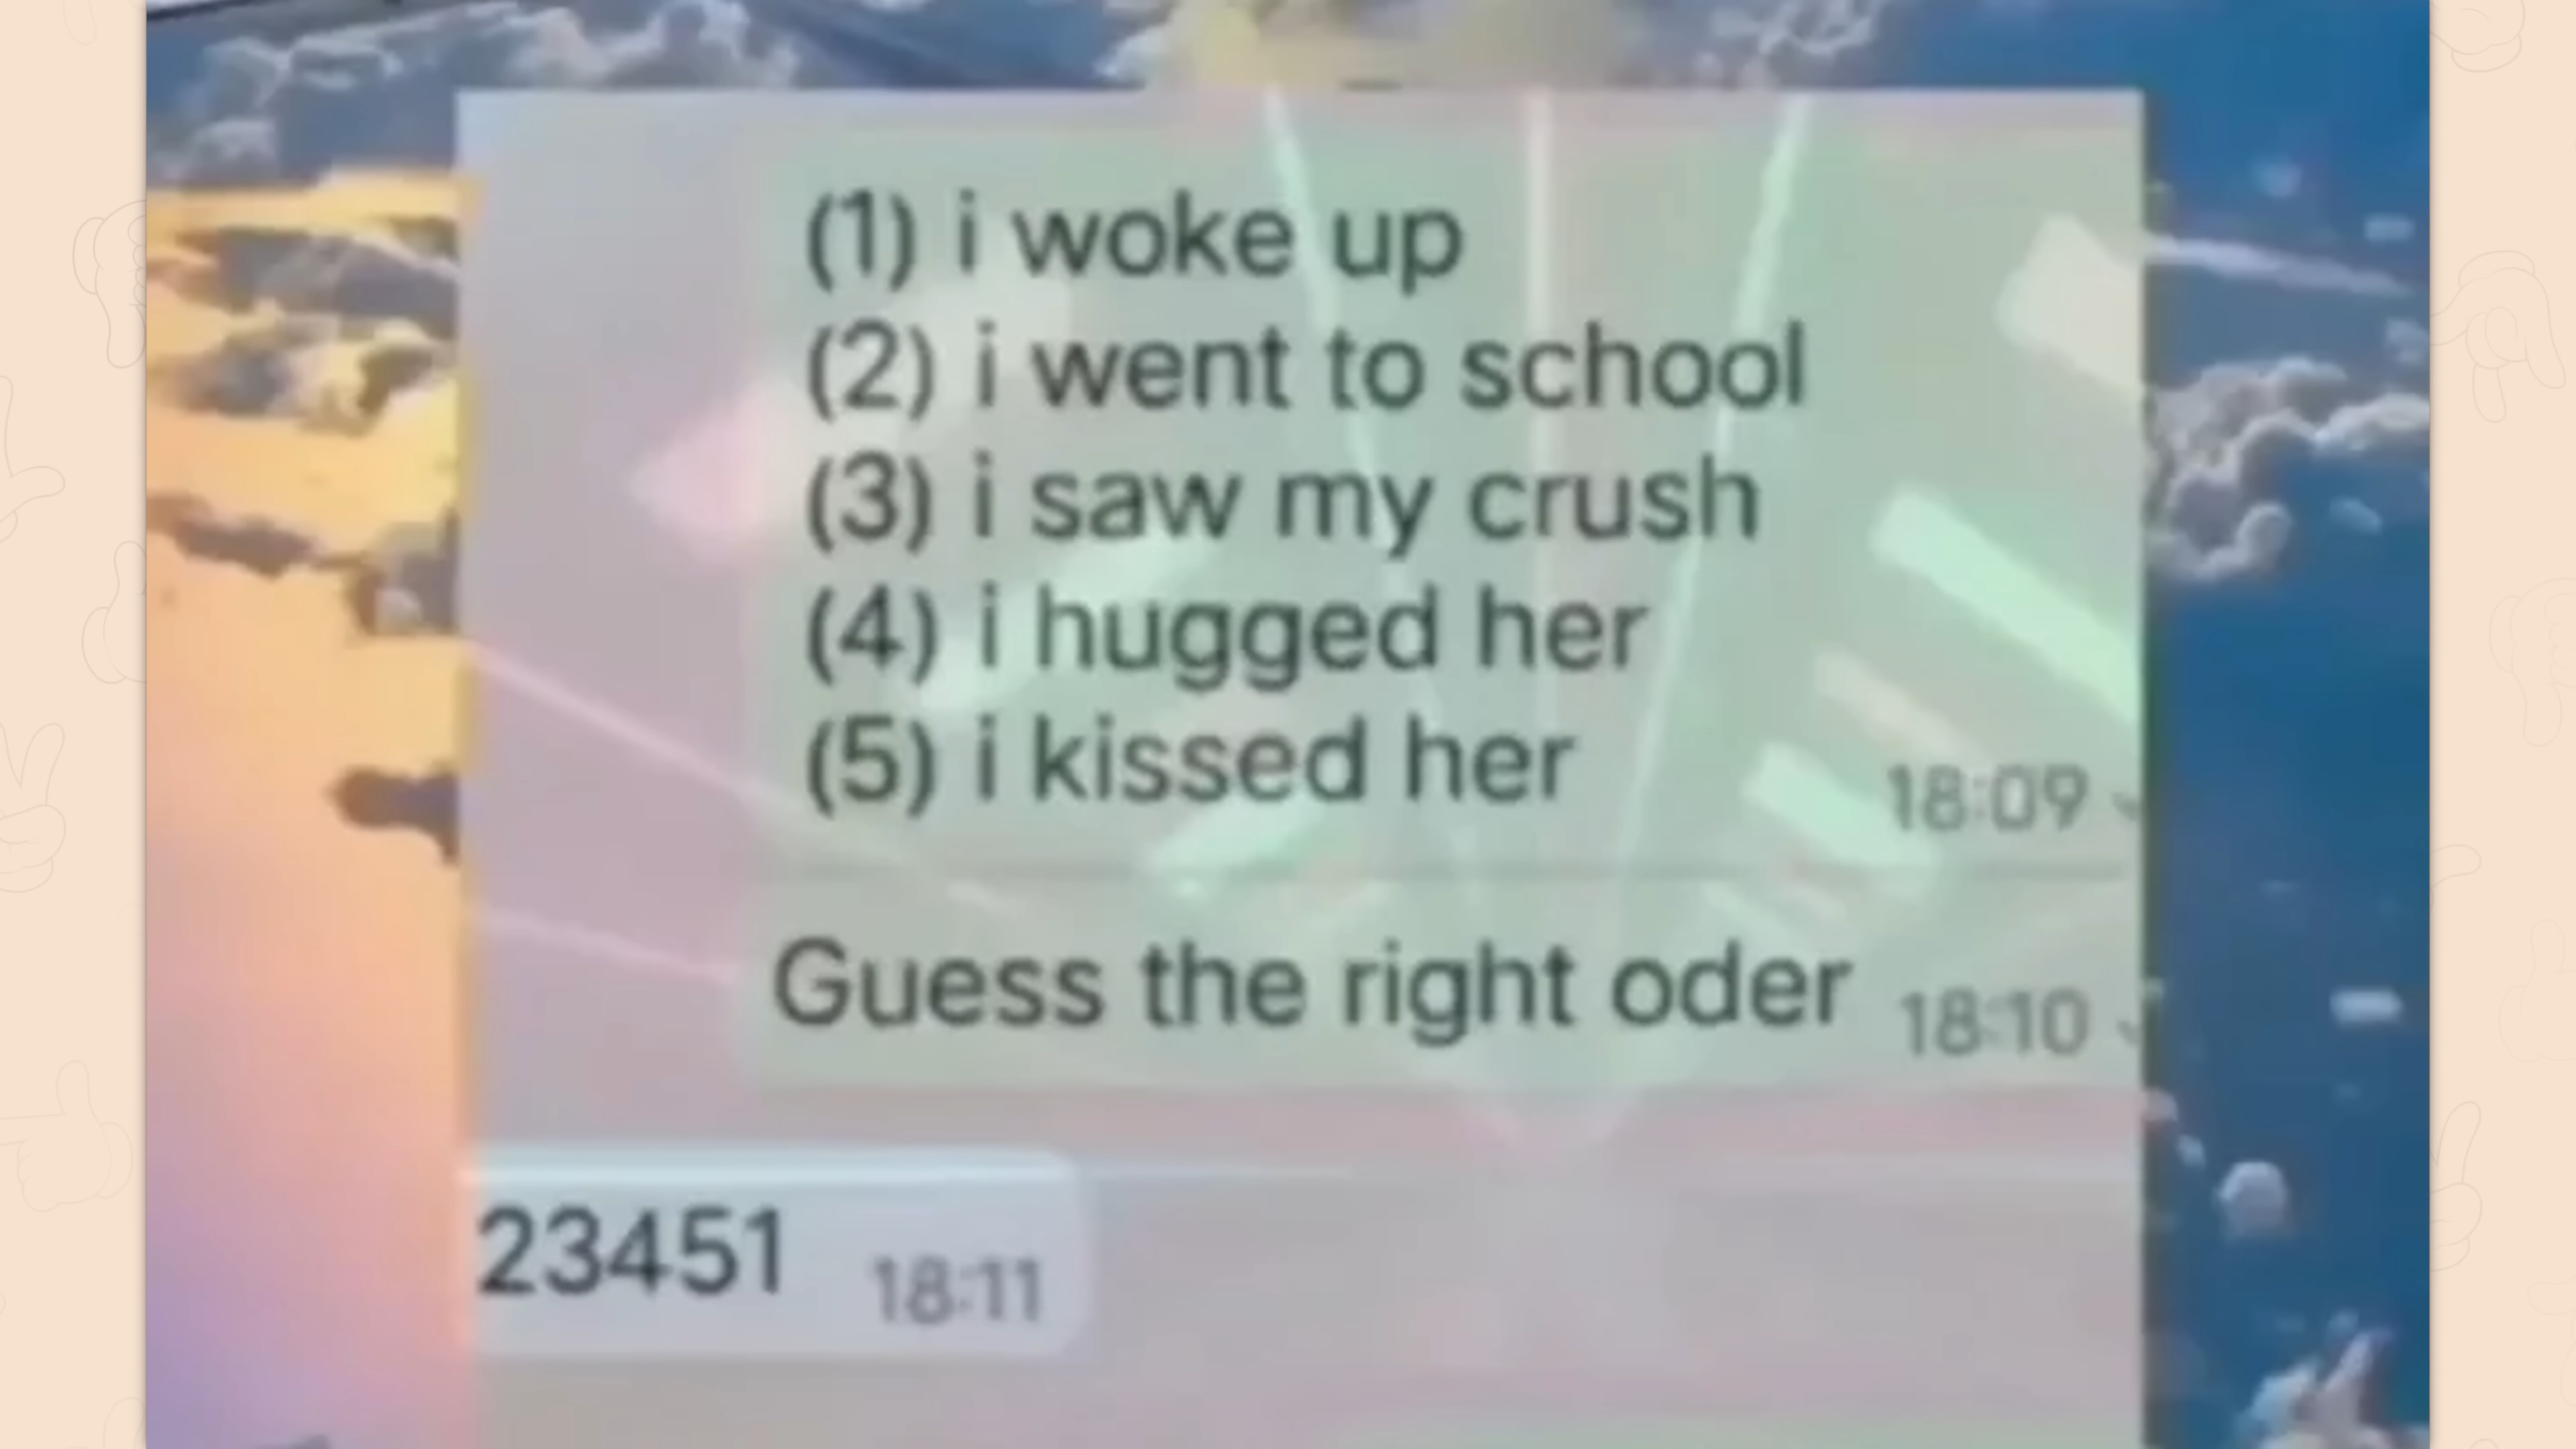 (1) i woke up
(2) i went to school
(3) i saw my crush
(4) i hugged her
(5) i kissed her
18:09
Guess the right oder
18:10
23451
18:11